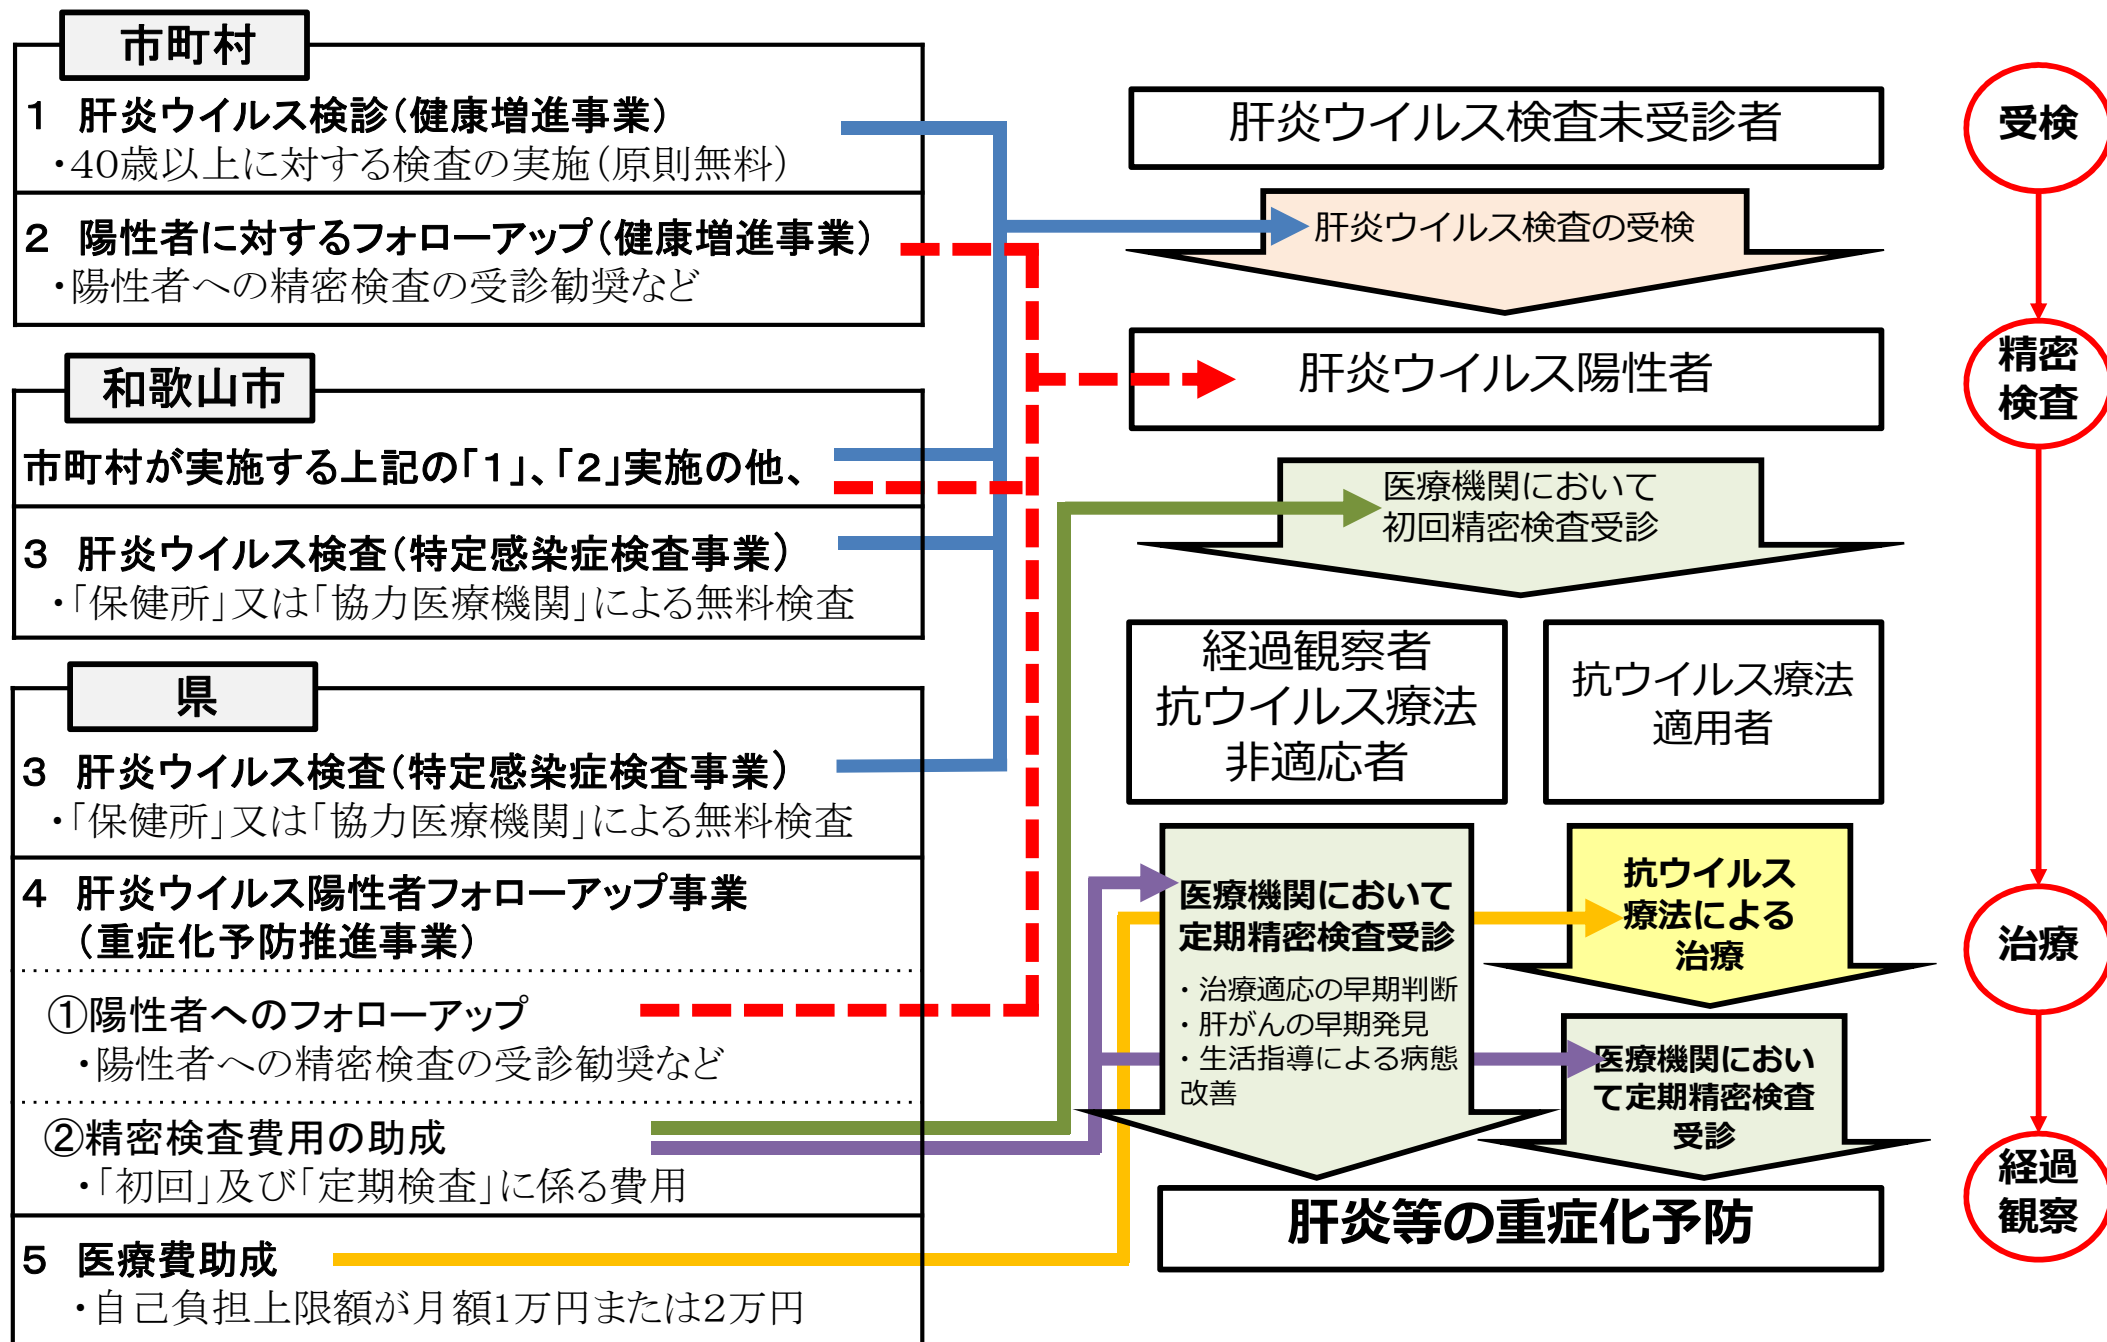 市町村
1 肝炎ウイルス検診(健康増進事業)
・40歳以上に対する検査の実施(原則無料)
2 陽性者に対するフォローアップ(健康増進事業)
・陽性者への精密検査の受診勧奨など
和歌山市
市町村が実施する上記の「1」、「2」実施の他、
3 肝炎ウイルス検査(特定感染症検査事業)
・「保健所」又は「協力医療機関」による無料検査
県
3 肝炎ウイルス検査(特定感染症検査事業)
・「保健所」又は「協力医療機関」による無料検査
4 肝炎ウイルス陽性者フォローアップ事業
(重症化予防推進事業)
①陽性者へのフォローアップ
・陽性者への精密検査の受診勧奨など
②精密検査費用の助成
・「初回」及び「定期検査」に係る費用
5 医療費助成
・自己負担上限額が月額1万円または2万円
肝炎ウイルス検査未受診者
肝炎ウイルス検査の受検
肝炎ウイルス陽性者
医療機関において
初回精密検査受診
経過観察者
抗ウイルス療法
非適応者
抗ウイルス療法
適用者
医療機関において
定期精密検査受診
・治療適応の早期判断
・肝がんの早期発見
・生活指導による病態
改善
抗ウイルス
療法による
治療
医療機関におい
て定期精密検査
受診
肝炎等の重症化予防
受検
精密
検査
治療
経過
観察